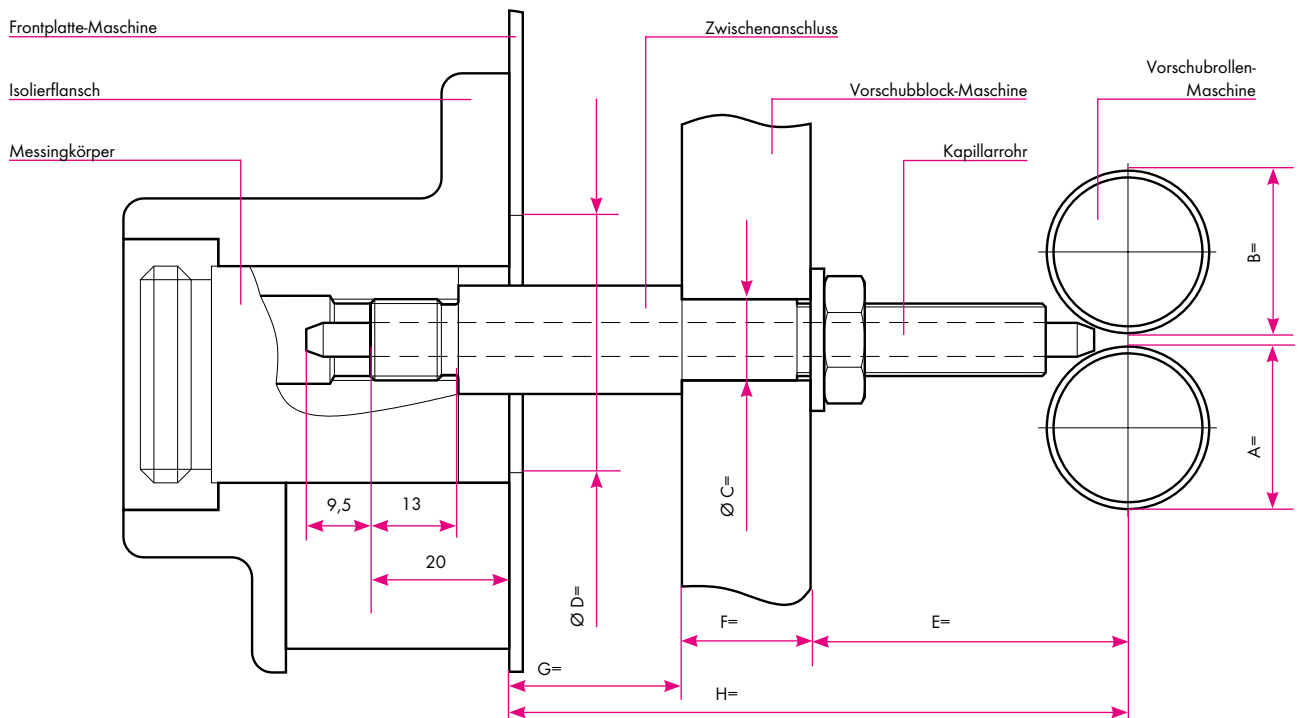 Frontplatte-Maschine
Zwischenanschluss
Vorschubrollen-
Maschine
Isolierflansch
Vorschubblock-Maschine
Messingkörper
Kapillarrohr
B=
A=
Ø C=
9,5
13
20
Ø D=
F=
E=
G=
H=